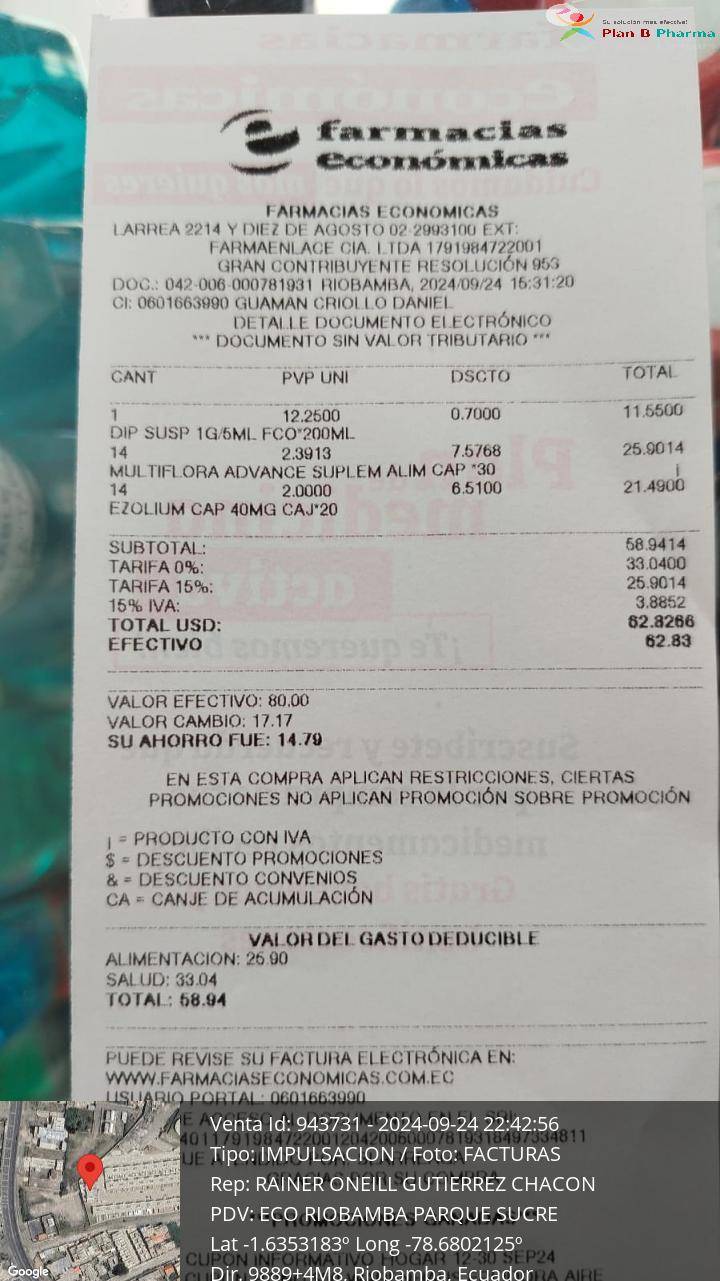 Su solución más efectiva!
Plan B Pharma
farmacias
económicas
FARMACIAS ECONOMICAS
LARREA 2214 Y DIEZ DE AGOSTO 02-2993100 EXT:
FARMAENLACE CIA. LTDA 1791984722001
GRAN CONTRIBUYENTE RESOLUCIÓN 953
DOC.: 042-006-000781931 RIOBAMBA, 2024/09/24 15:31:20
CI: 0601663990 GUAMAN CRIOLLO DANIEL
DETALLE DOCUMENTO ELECTRÓNICO
*** DOCUMENTO SIN VALOR TRIBUTARIO ***
CANT PVP UNI DSCTO TOTAL
1 12.2500 0.7000 11.5500
DIP SUSP 1G/5ML FCO*200ML
14 2.3913 7.5768 25.9014
MULTIFLORA ADVANCE SUPLEM ALIM CAP *30 ¡
14 2.0000 6.5100 21.4900
EZOLIUM CAP 40MG CAJ*20
SUBTOTAL: 58.9414
TARIFA 0%: 33.0400
TARIFA 15%: 25.9014
15% IVA: 3.8852
TOTAL USD: 62.8266
EFECTIVO 62.83
VALOR EFECTIVO: 80.00
VALOR CAMBIO: 17.17
SU AHORRO FUE: 14.79
EN ESTA COMPRA APLICAN RESTRICCIONES, CIERTAS
PROMOCIONES NO APLICAN PROMOCIÓN SOBRE PROMOCIÓN
¡ = PRODUCTO CON IVA
$ = DESCUENTO PROMOCIONES
& = DESCUENTO CONVENIOS
CA = CANJE DE ACUMULACIÓN
VALOR DEL GASTO DEDUCIBLE
ALIMENTACION: 25.90
SALUD: 33.04
TOTAL: 58.94
PUEDE REVISE SU FACTURA ELECTRÓNICA EN:
WWW.FARMACIASECONOMICAS.COM.EC
USUARIO PORTAL: 0601663990
Venta Id: 943731 - 2024-09-24 22:42:56
Tipo: IMPULSACION / Foto: FACTURAS
Rep: RAINER ONEILL GUTIERREZ CHACON
PDV: ECO RIOBAMBA PARQUE SUCRE
Lat -1.6353183º Long -78.6802125º
CUPON INFORMATIVO HOGAR 12-30 SEP24
Dir. 9889+4M8, Riobamba, Ecuador
Google